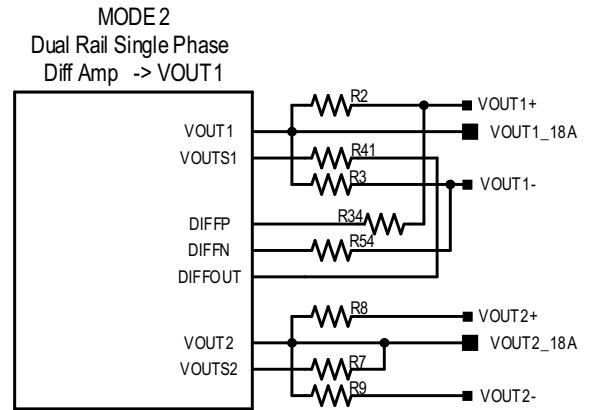 MODE 2
Dual Rail Single Phase
Diff Amp -> VOUT1
R2
VOUT1+
VOUT1
VOUT1_18A
VOUTS1
R41
R3
VOUT1-
R34
DIFFP
R54
DIFFN
DIFFOUT
R8
VOUT2+
VOUT2
VOUT2_18A
VOUTS2
R7
R9
VOUT2-